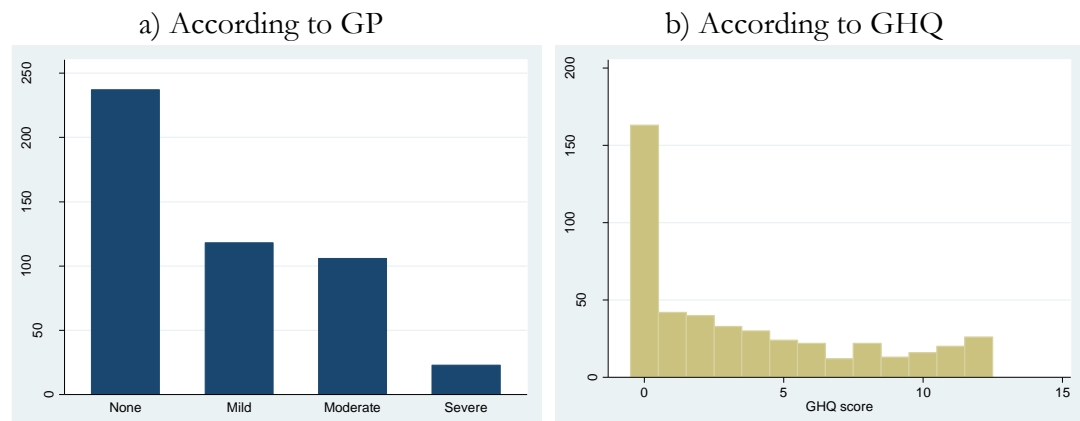 a) According to GP
b) According to GHQ
250
200
150
100
50
0
None Mild Moderate Severe
200
150
100
50
0
0 5 10 15
GHQ score